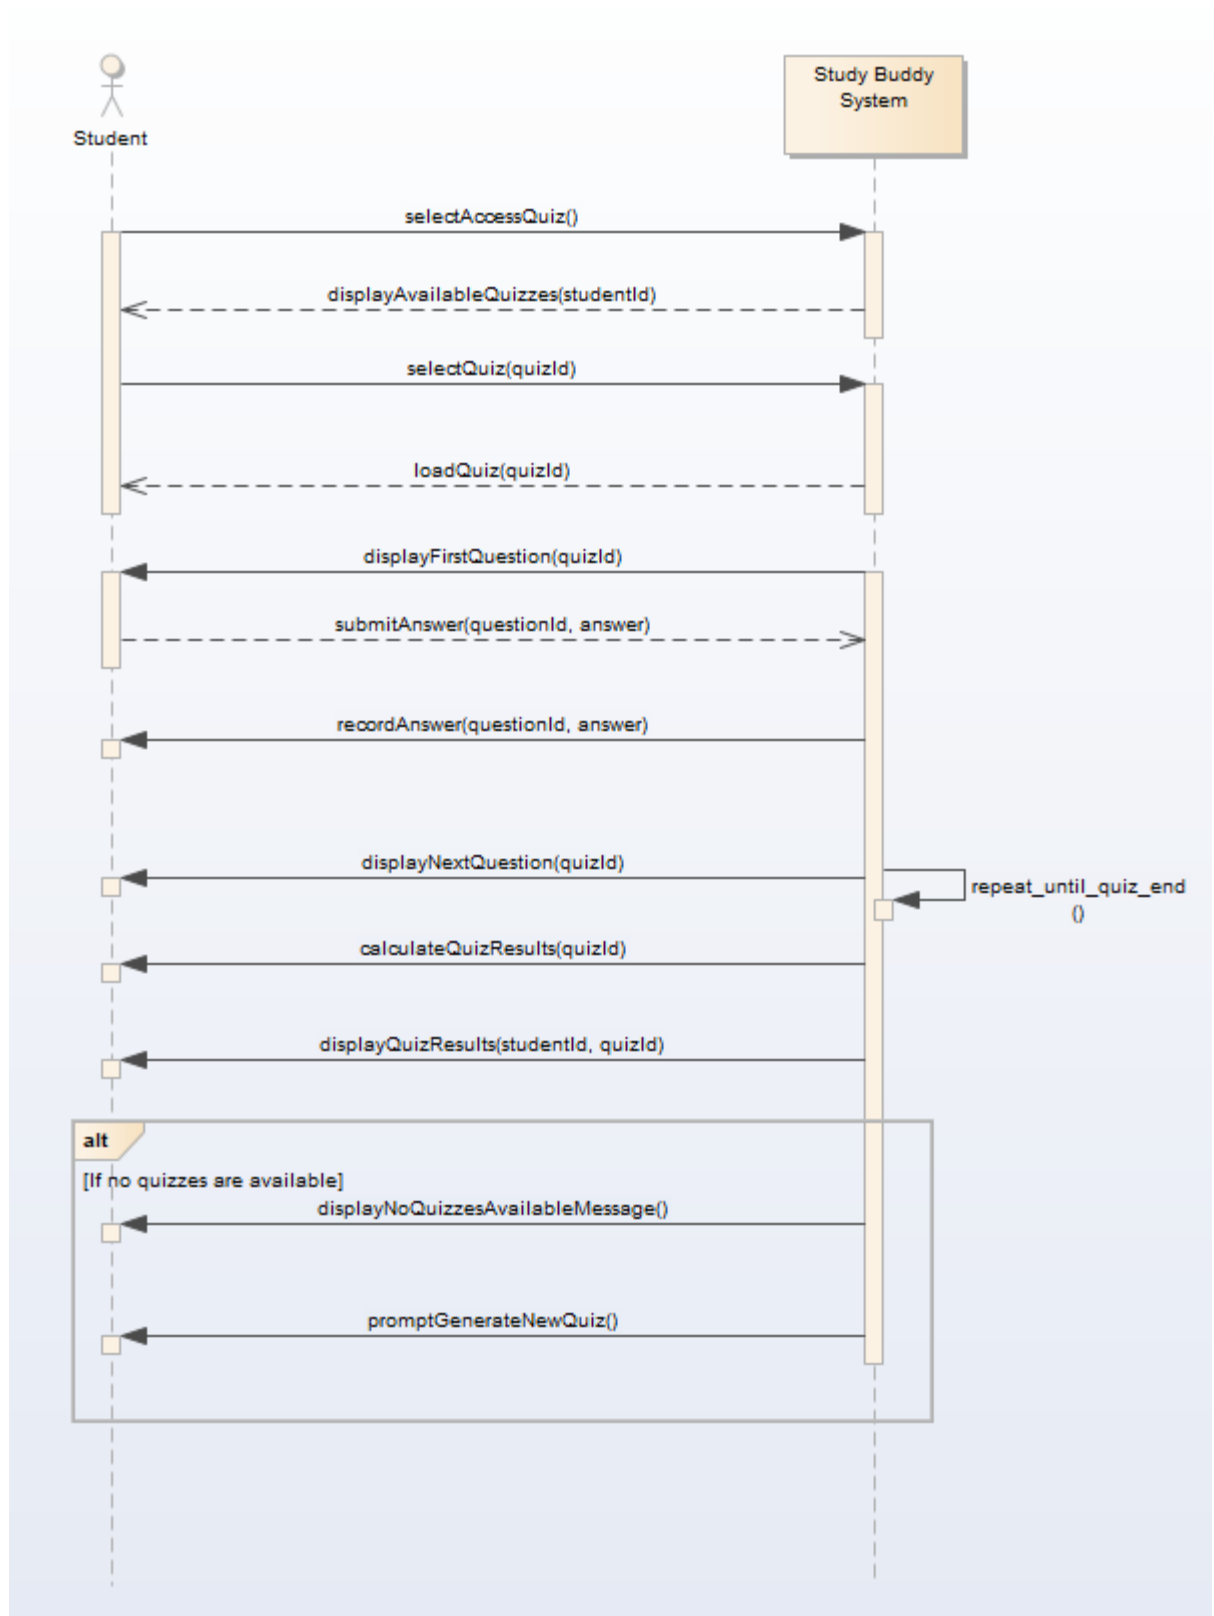 Study Buddy
System
Student
selectAccessQuiz()
displayAvailableQuizzes(studentId)
selectQuiz(quizId)
loadQuiz(quizId)
displayFirstQuestion(quizId)
submitAnswer(questionId, answer)
recordAnswer(questionId, answer)
displayNextQuestion(quizId)
repeat_until_quiz_end
()
calculateQuizResults(quizId)
displayQuizResults(studentId, quizId)
alt
[If no quizzes are available]
displayNoQuizzesAvailableMessage()
promptGenerateNewQuiz()